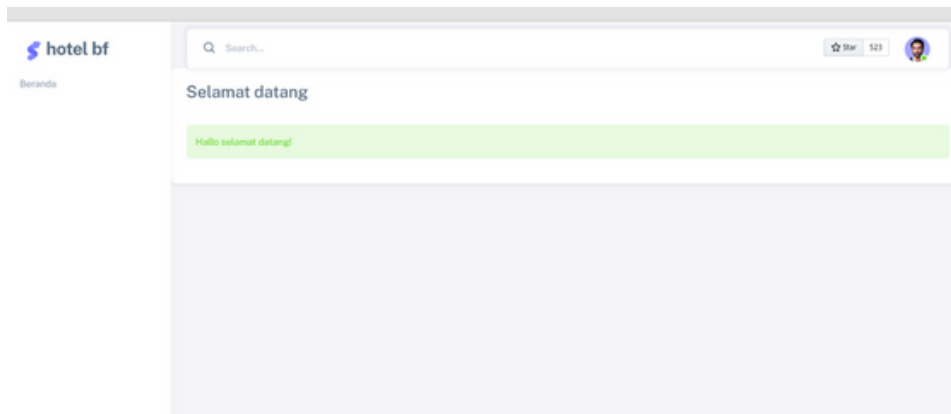 hotel bf
Search...
Star 523
Beranda
Selamat datang
Hallo selamat datang!